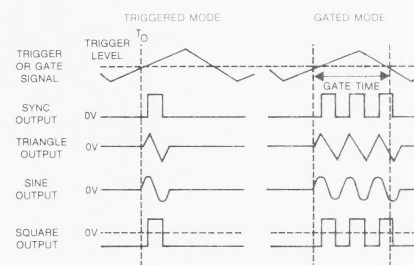 TRIGGERED MODE
GATED MODE
TRIGGER
OR GATE
SIGNAL
TRIGGER
LEVEL
TO
GATE TIME
SYNC
OUTPUT
0V
TRIANGLE
OUTPUT
0V
SINE
OUTPUT
0V
SQUARE
OUTPUT
0V